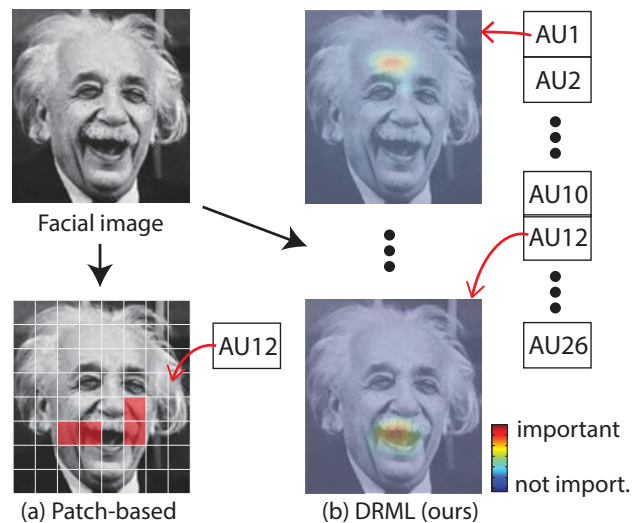 AU1
AU2
Facial image
AU10
AU12
AU12
AU26
important
not import.
(a) Patch-based
(b) DRML (ours)